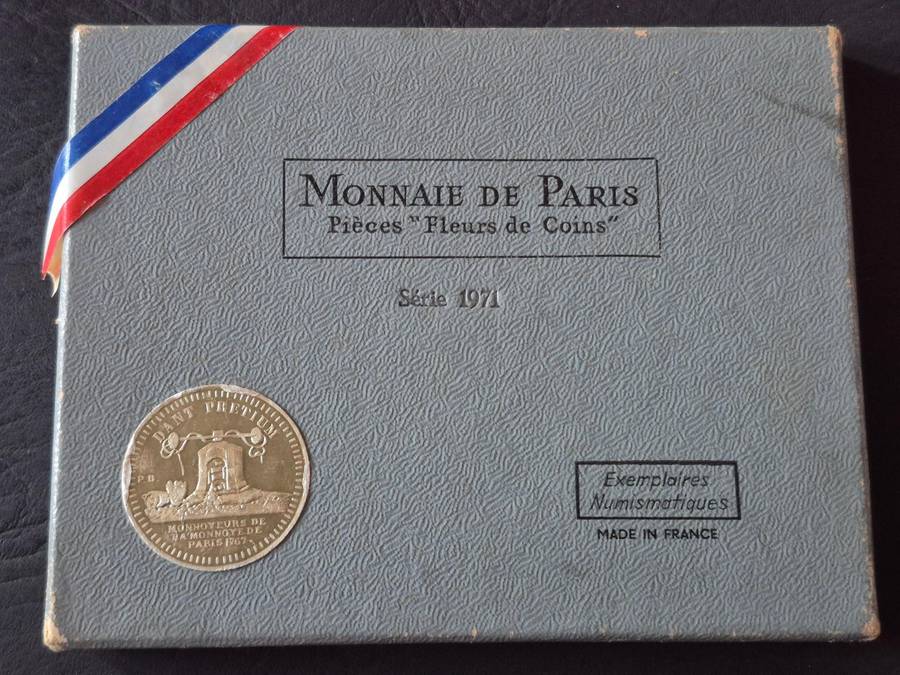 MONNAIE DE PARIS
Pièces "Fleurs de Coins"
Série 1971
DANT PRETIUM
P.B.
MONNOYEURS DE
LA MONNOYE DE
PARIS 1767
Exemplaires
Numismatiques
MADE IN FRANCE